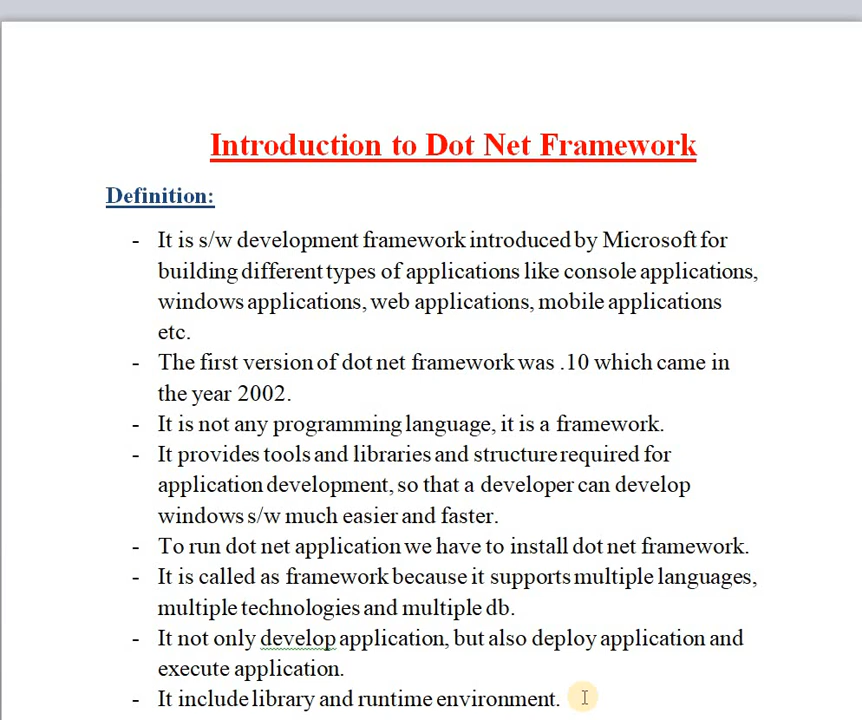 Introduction to Dot Net Framework
Definition:
- It is s/w development framework introduced by Microsoft for
building different types of applications like console applications,
windows applications, web applications, mobile applications
etc.
- The first version of dot net framework was .10 which came in
the year 2002.
- It is not any programming language, it is a framework.
- It provides tools and libraries and structure required for
application development, so that a developer can develop
windows s/w much easier and faster.
- To run dot net application we have to install dot net framework.
- It is called as framework because it supports multiple languages,
multiple technologies and multiple db.
- It not only develop application, but also deploy application and
execute application.
- It include library and runtime environment.